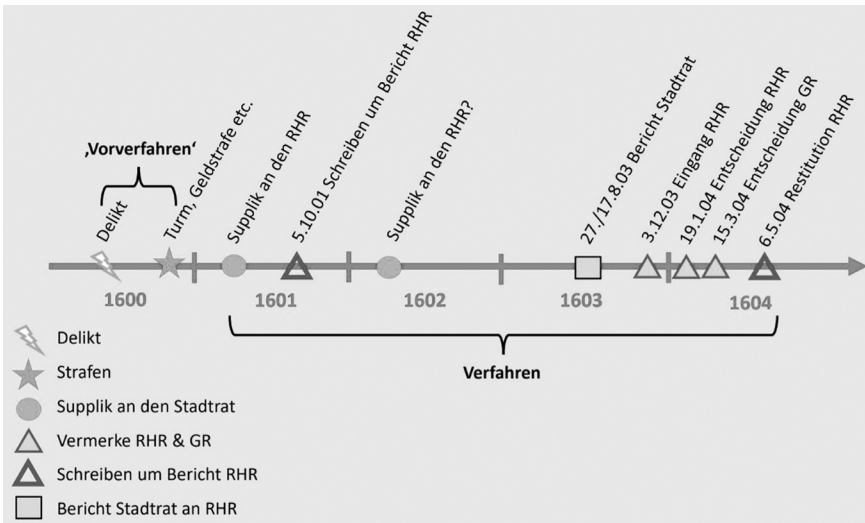 ‚Vorverfahren‘
Delikt
Turm, Geldstrafe etc.
Supplik an den RHR
5.10.01 Schreiben um Bericht RHR
Supplik an den RHR?
27./17.8.03 Bericht Stadtrat
3.12.03 Eingang RHR
19.1.04 Entscheidung RHR
15.3.04 Entscheidung GR
6.5.04 Restitution RHR
1600
1601
1602
1603
1604
Verfahren
Delikt
Strafen
Supplik an den Stadtrat
Vermerke RHR & GR
Schreiben um Bericht RHR
Bericht Stadtrat an RHR